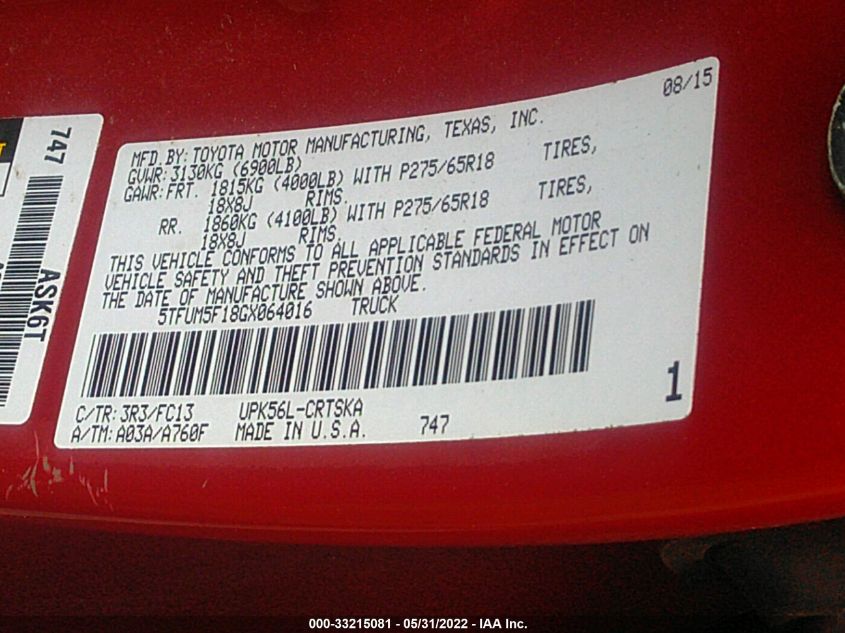 08/15
MFD.BY: TOYOTA MOTOR MANUFACTURING, TEXAS, INC.
GVWR: 3130KG (6900LB)
GAWR: FRT. 1815KG (4000LB) WITH P275/65R18 TIRES,
18X8J RIMS.
RR. 1860KG (4100LB) WITH P275/65R18 TIRES,
18X8J RIMS.
THIS VEHICLE CONFORMS TO ALL APPLICABLE FEDERAL MOTOR
VEHICLE SAFETY AND THEFT PREVENTION STANDARDS IN EFFECT ON
THE DATE OF MANUFACTURE SHOWN ABOVE.
5TFUM5F18GX064016 TRUCK
C/TR: 3R3/FC13 UPK56L-CRTSKA
A/TM: A03A/A760F MADE IN U.S.A. 747
1
747
ASK6T
000-33215081 - 05/31/2022 - IAA Inc.